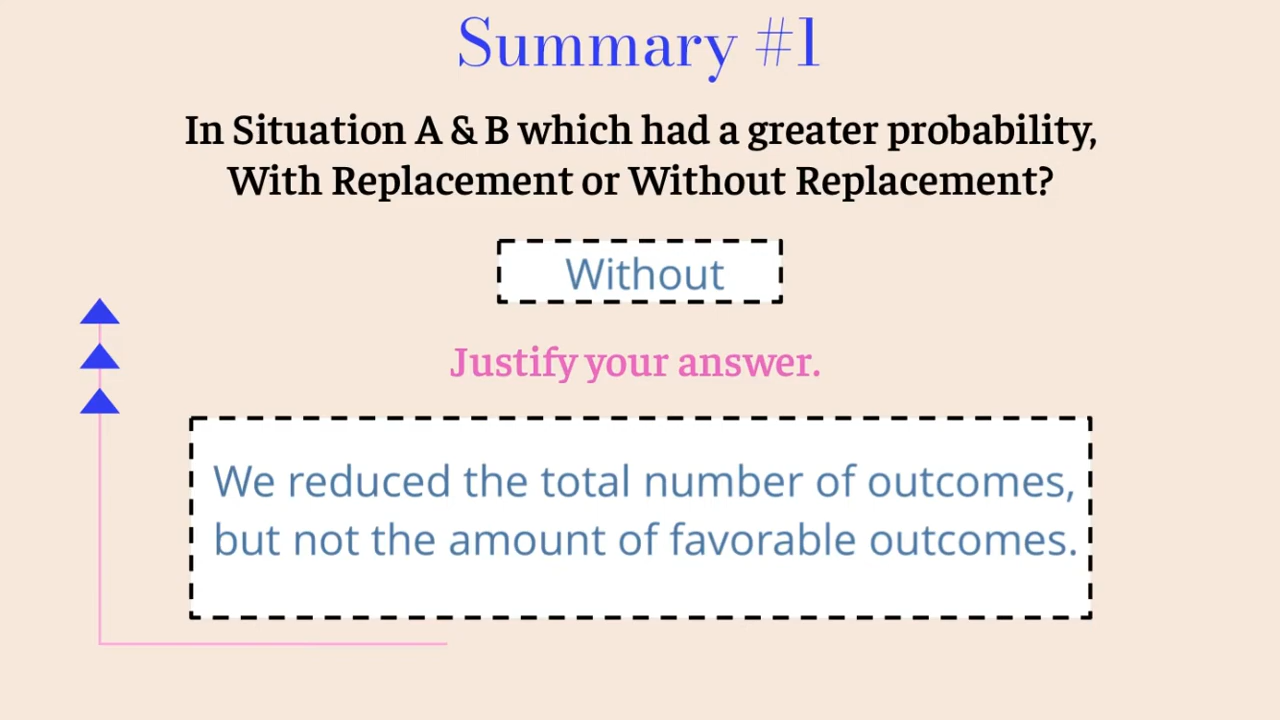 Summary #1
In Situation A & B which had a greater probability,
With Replacement or Without Replacement?
Without
Justify your answer.
We reduced the total number of outcomes,
but not the amount of favorable outcomes.